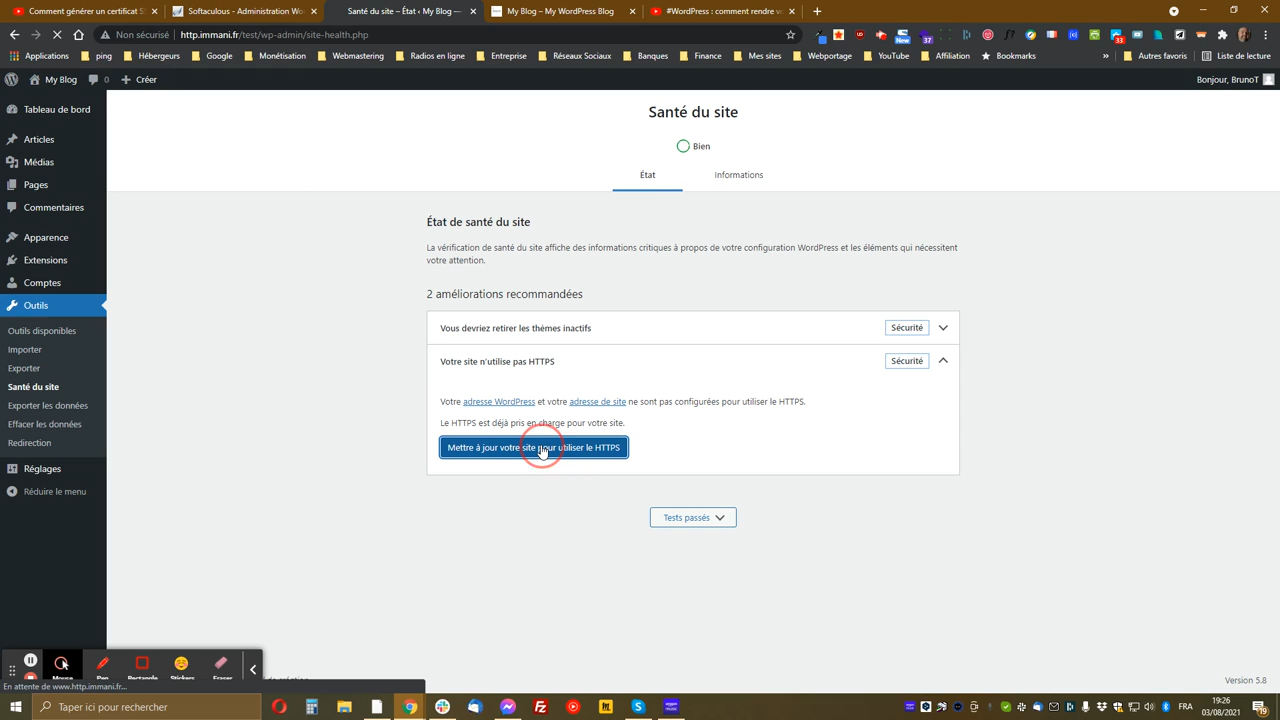 Comment générer un certificat S
Softaculous - Administration Wo
Santé du site ‹ État ‹ My Blog —
My Blog – My WordPress Blog
#WordPress : comment rendre v
Non sécurisé
http.immani.fr/test/wp-admin/site-health.php
Applications
ping
Hébergeurs
Google
Monétisation
Webmastering
Radios en ligne
Entreprise
Réseaux Sociaux
Banques
Finance
Mes sites
Webportage
YouTube
Affiliation
Bookmarks
»
Autres favoris
Liste de lecture
My Blog
0
Créer
Bonjour, BrunoT
Tableau de bord
Articles
Médias
Pages
Commentaires
Apparence
Extensions
Comptes
Outils
Outils disponibles
Importer
Exporter
Santé du site
Exporter les données
Effacer les données
Redirection
Réglages
Réduire le menu
Santé du site
Bien
État
Informations
État de santé du site
La vérification de santé du site affiche des informations critiques à propos de votre configuration WordPress et les éléments qui nécessitent
votre attention.
2 améliorations recommandées
Vous devriez retirer les thèmes inactifs
Sécurité
Votre site n'utilise pas HTTPS
Sécurité
Votre adresse WordPress et votre adresse de site ne sont pas configurées pour utiliser le HTTPS.
Le HTTPS est déjà pris en charge pour votre site.
Mettre à jour votre site pour utiliser le HTTPS
Tests passés
Mouse
Pen
Rectangle
Stickers
Eraser
de création.
Version 5.8
En attente de www.http.immani.fr...
Taper ici pour rechercher
FR
19:26
03/08/2021